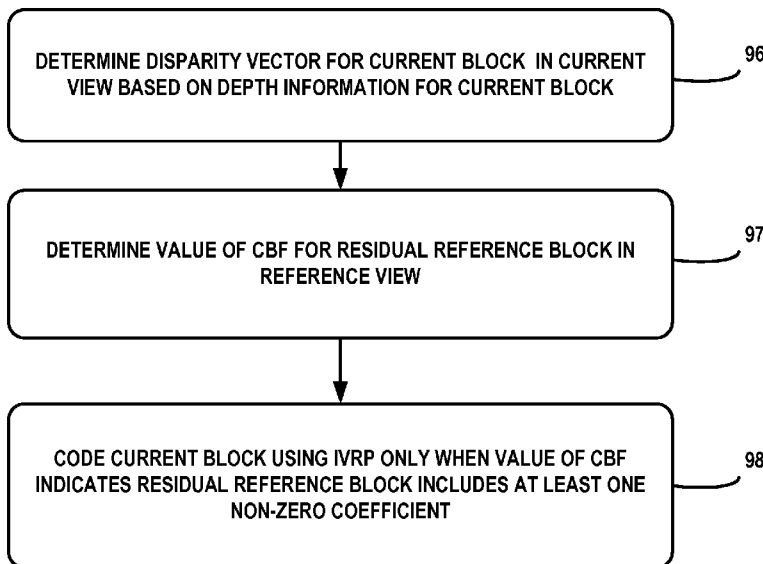 DETERMINE DISPARITY VECTOR FOR CURRENT BLOCK IN CURRENT
VIEW BASED ON DEPTH INFORMATION FOR CURRENT BLOCK
96
DETERMINE VALUE OF CBF FOR RESIDUAL REFERENCE BLOCK IN
REFERENCE VIEW
97
CODE CURRENT BLOCK USING IVRP ONLY WHEN VALUE OF CBF
INDICATES RESIDUAL REFERENCE BLOCK INCLUDES AT LEAST ONE
NON-ZERO COEFFICIENT
98